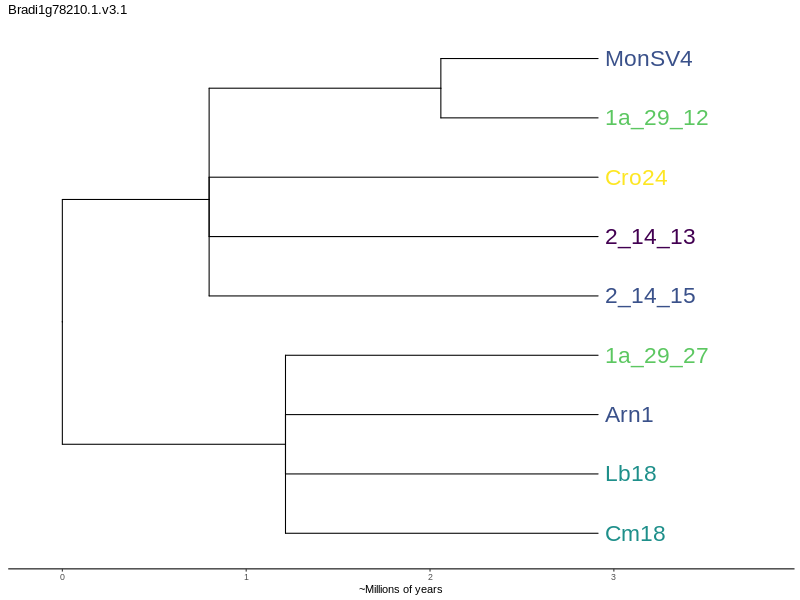 Bradi1g78210.1.v3.1
MonSV4
1a_29_12
Cro24
2_14_13
2_14_15
1a_29_27
Arn1
Lb18
Cm18
0 1 2 3
~Millions of years